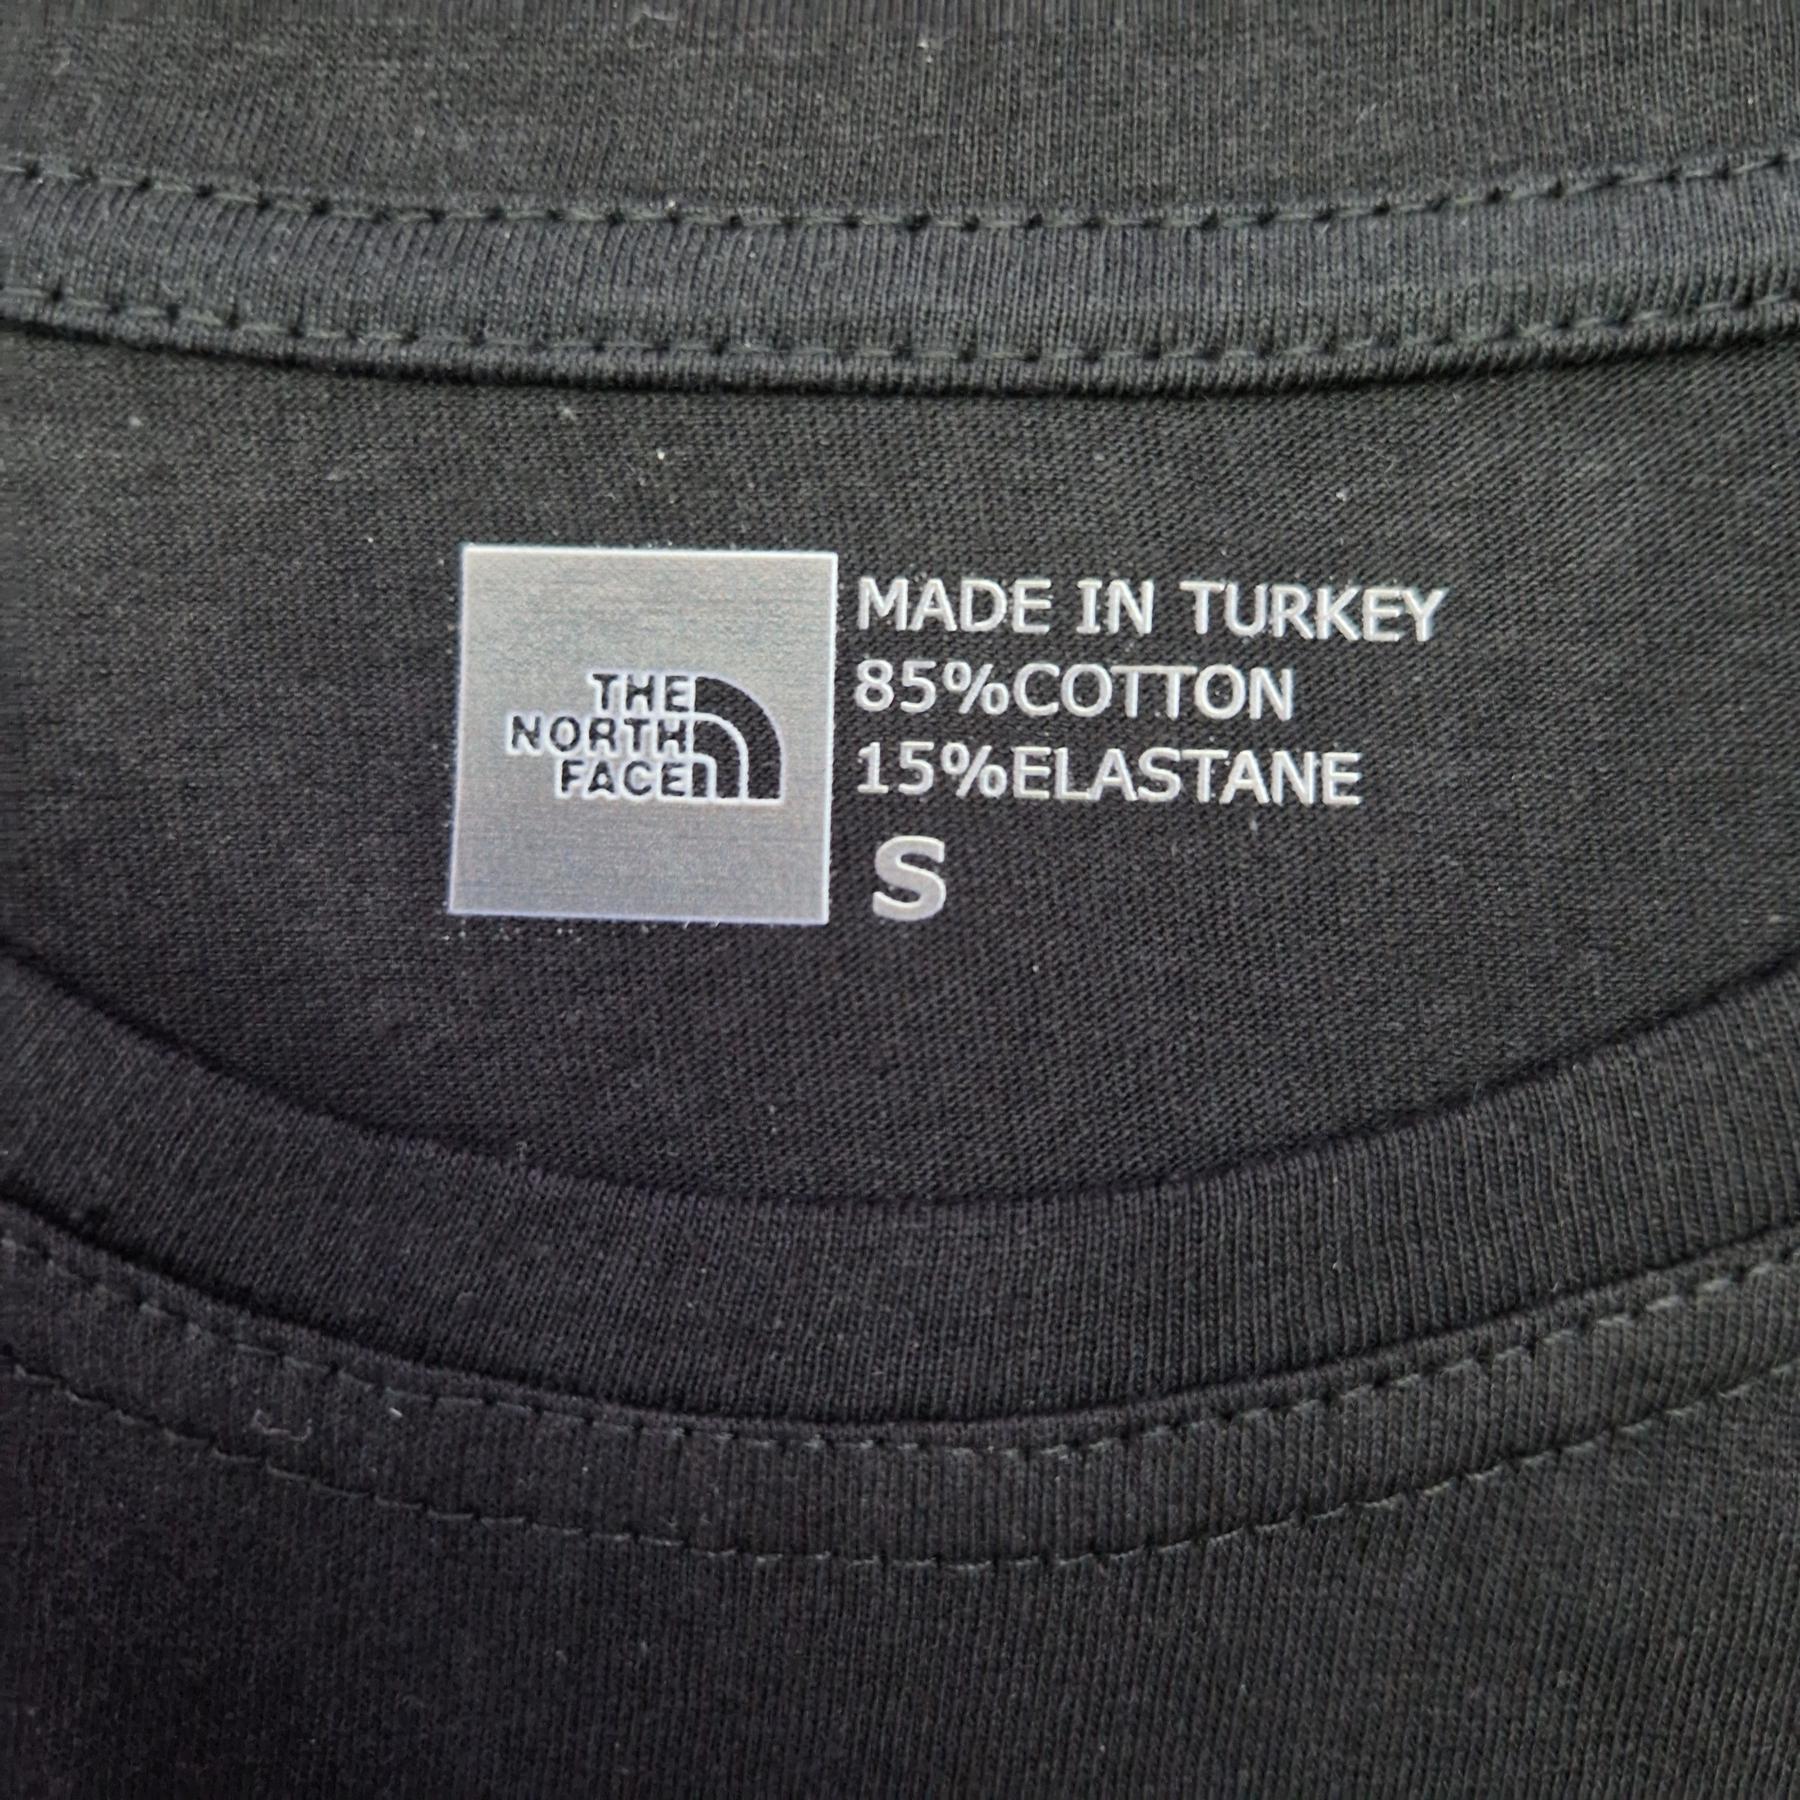 THE
NORTH
FACE
MADE IN TURKEY
85%COTTON
15%ELASTANE
S